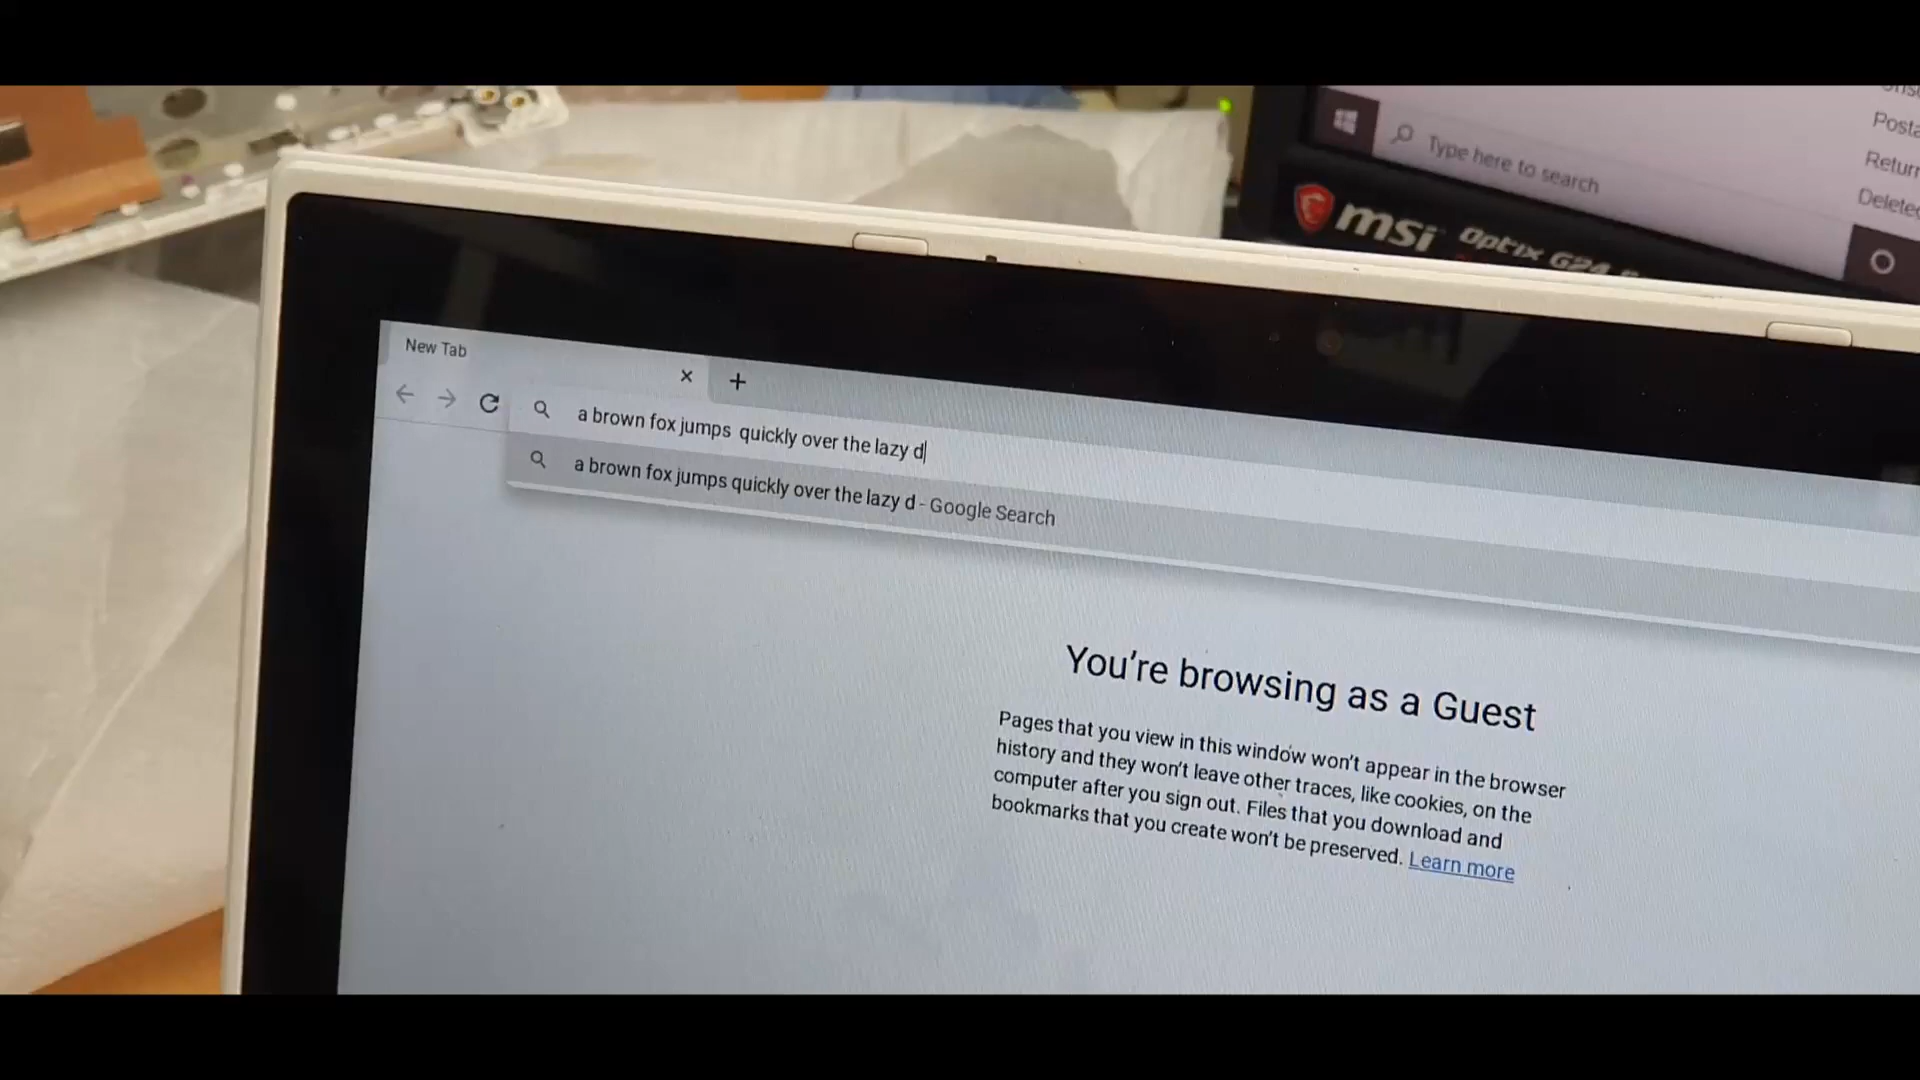 Posta
Return
Deleted
Type here to search
msi Optix G24
New Tab
a brown fox jumps  quickly over the lazy d
a brown fox jumps quickly over the lazy d - Google Search
You're browsing as a Guest
Pages that you view in this window won't appear in the browser
history and they won't leave other traces, like cookies, on the
computer after you sign out. Files that you download and
bookmarks that you create won't be preserved. Learn more